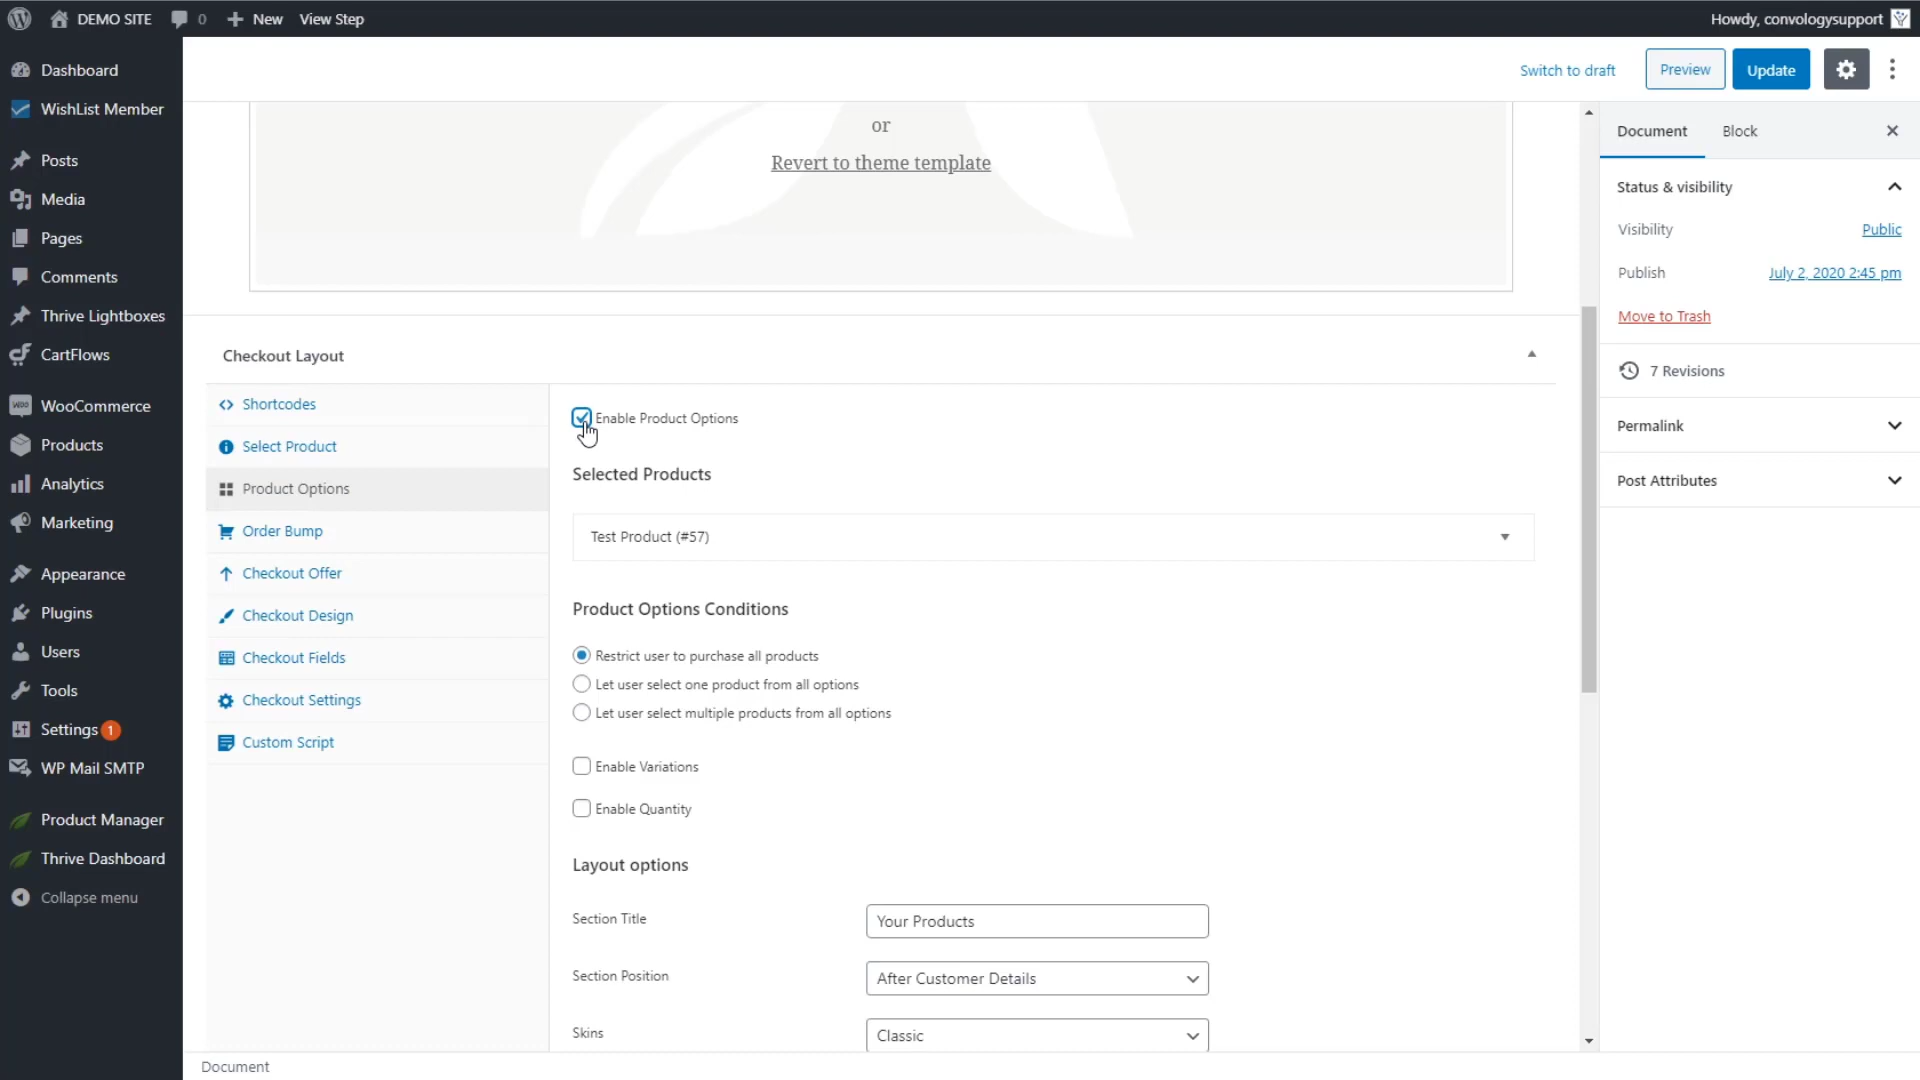 DEMO SITE 0 New View Step Howdy, convologysupport
Dashboard
WishList Member
Posts
Media
Pages
Comments
Thrive Lightboxes
CartFlows
WOO WooCommerce
Products
Analytics
Marketing
Appearance
Plugins
Users
Tools
Settings 1
WP Mail SMTP
Product Manager
Thrive Dashboard
Collapse menu
Switch to draft Preview Update
or
Revert to theme template
Checkout Layout
Shortcodes
Select Product
Product Options
Order Bump
Checkout Offer
Checkout Design
Checkout Fields
Checkout Settings
Custom Script
Enable Product Options
Selected Products
Test Product (#57)
Product Options Conditions
Restrict user to purchase all products
Let user select one product from all options
Let user select multiple products from all options
Enable Variations
Enable Quantity
Layout options
Section Title Your Products
Section Position After Customer Details
Skins Classic
Document Block
Status & visibility
Visibility Public
Publish July 2, 2020 2:45 pm
Move to Trash
7 Revisions
Permalink
Post Attributes
Document